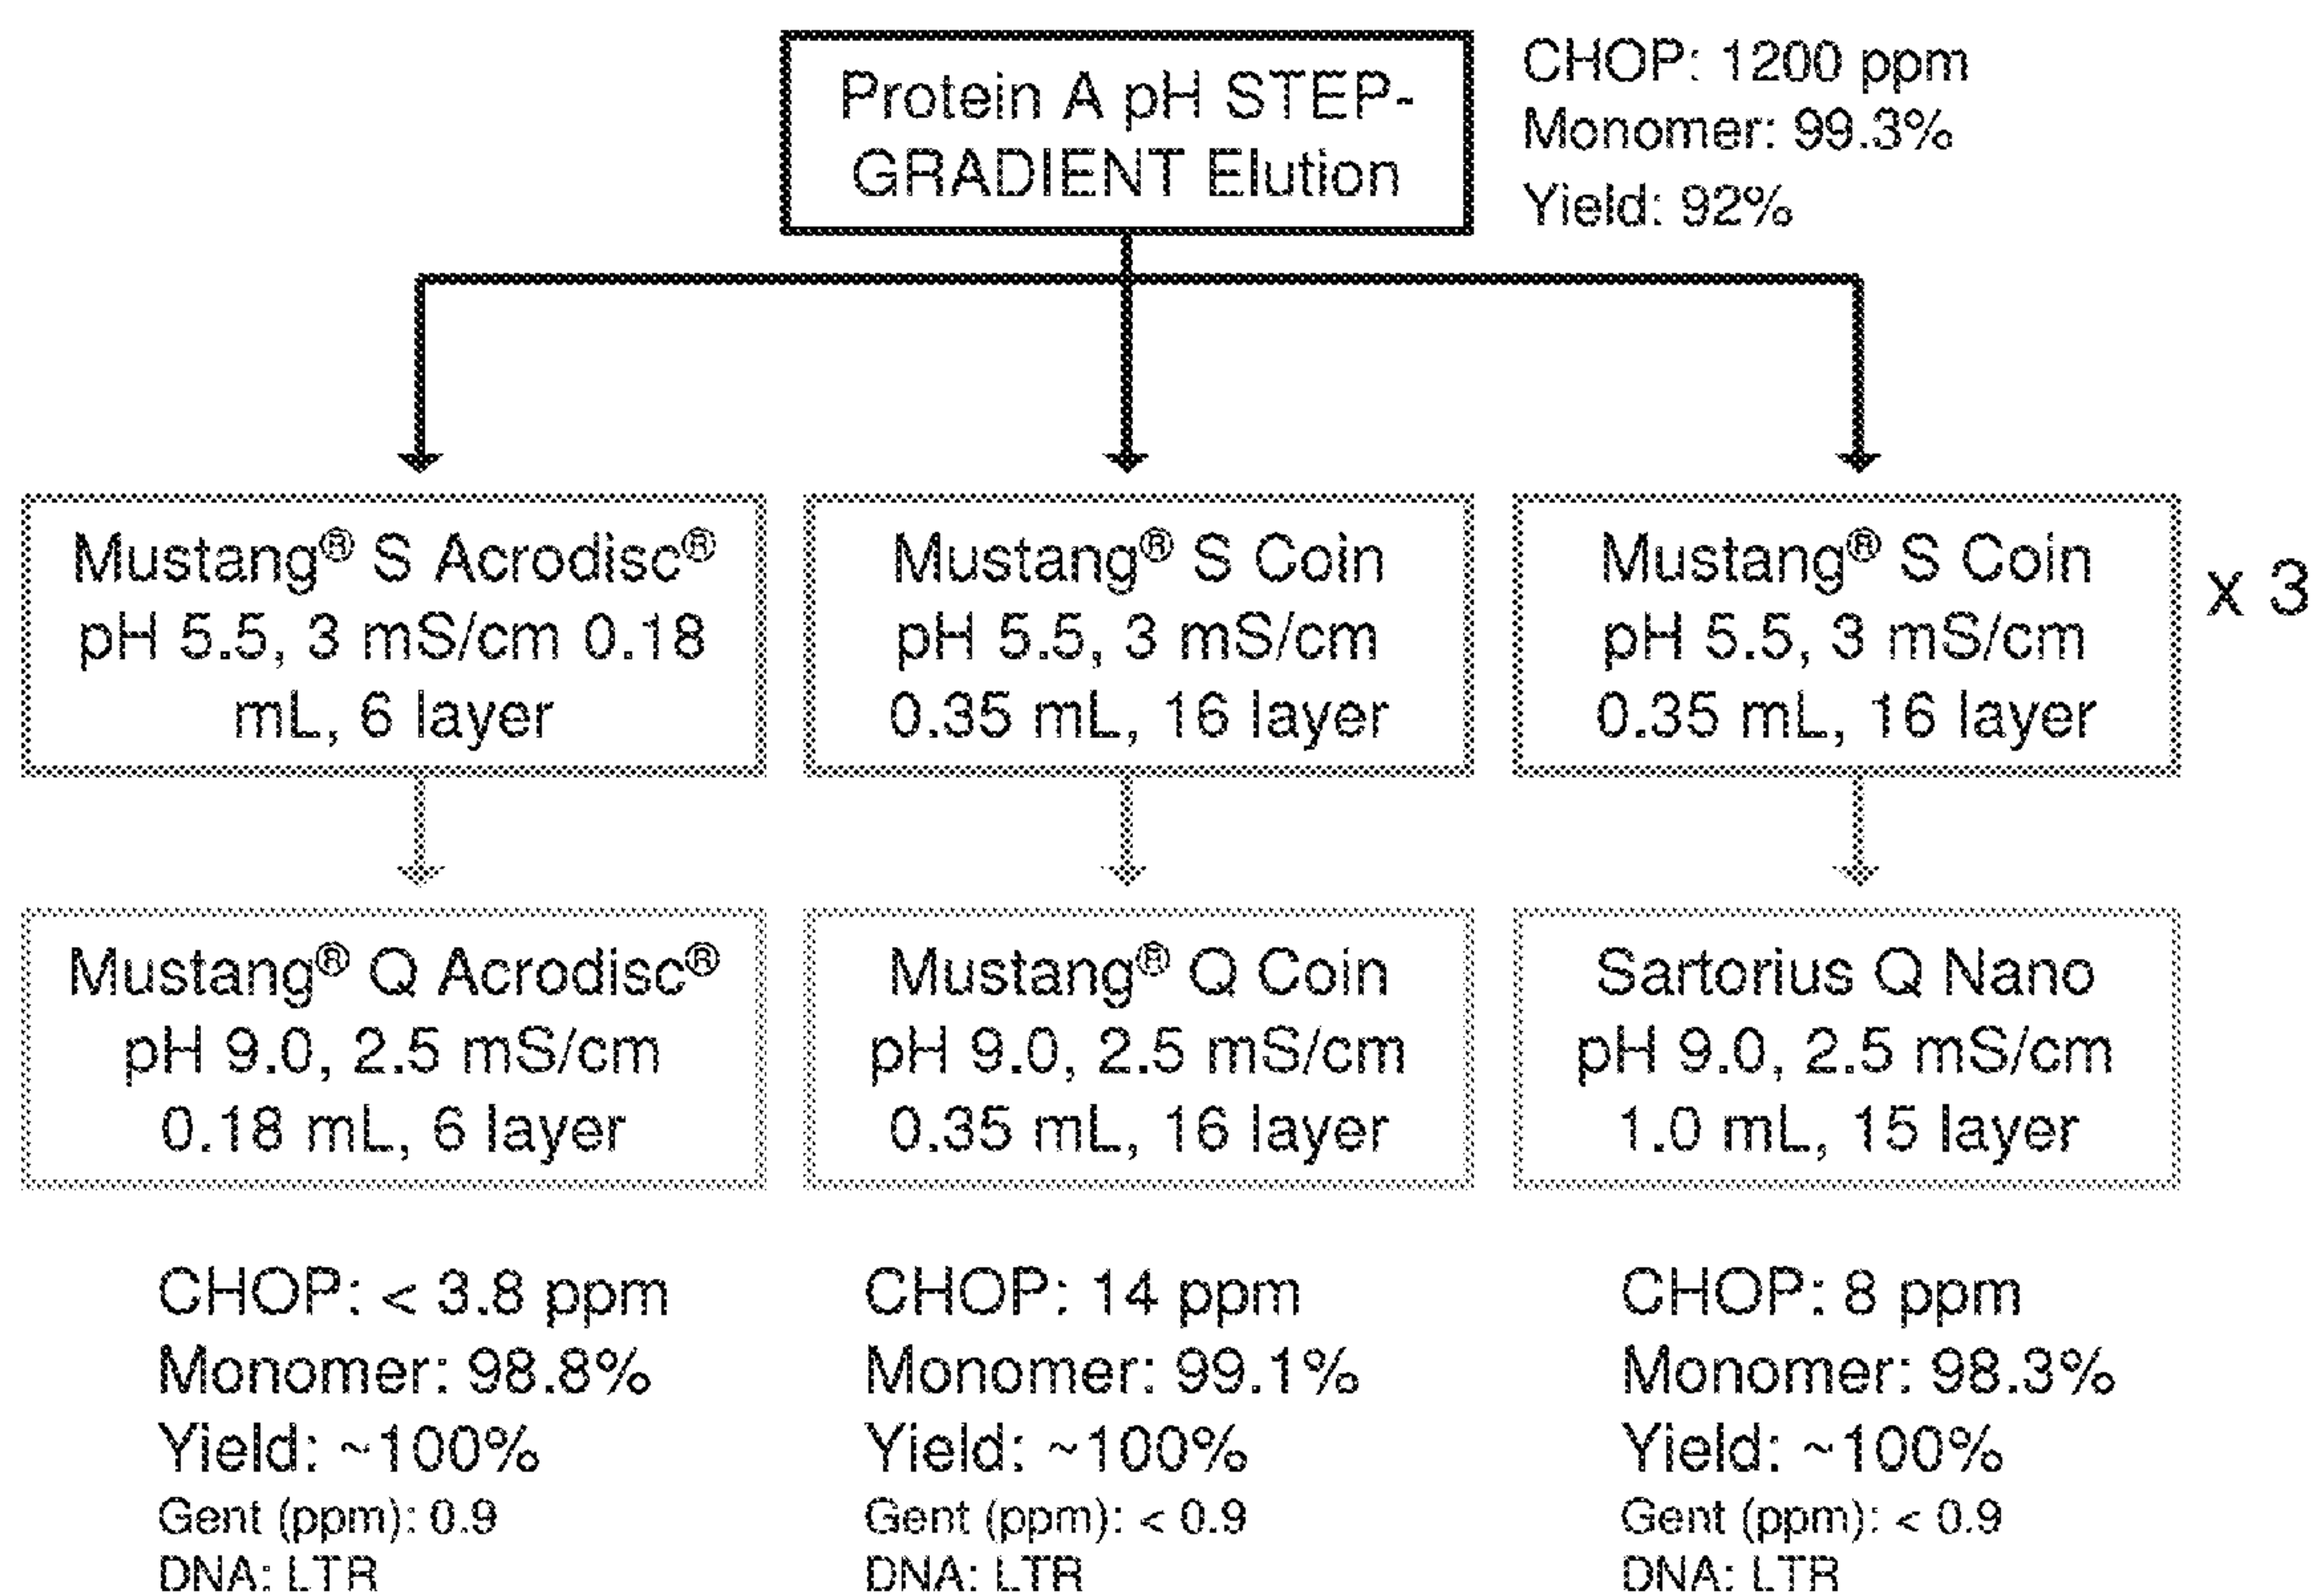 Protein A pH STEP-
GRADIENT Elution
CHOP: 1200 ppm
Monomer: 99.3%
Yield: 92%
Mustang® S Acrodisc®
pH 5.5, 3 mS/cm 0.18
mL, 6 layer
Mustang® S Coin
pH 5.5, 3 mS/cm
0.35 mL, 16 layer
Mustang® S Coin
pH 5.5, 3 mS/cm
0.35 mL, 16 layer
x 3
Mustang® Q Acrodisc®
pH 9.0, 2.5 mS/cm
0.18 mL, 6 layer
Mustang® Q Coin
pH 9.0, 2.5 mS/cm
0.35 mL, 16 layer
Sartorius Q Nano
pH 9.0, 2.5 mS/cm
1.0 mL, 15 layer
CHOP: < 3.8 ppm
Monomer: 98.8%
Yield: ~100%
Gent (ppm): 0.9
DNA: LTR
CHOP: 14 ppm
Monomer: 99.1%
Yield: ~100%
Gent (ppm): < 0.9
DNA: LTR
CHOP: 8 ppm
Monomer: 98.3%
Yield: ~100%
Gent (ppm): < 0.9
DNA: LTR